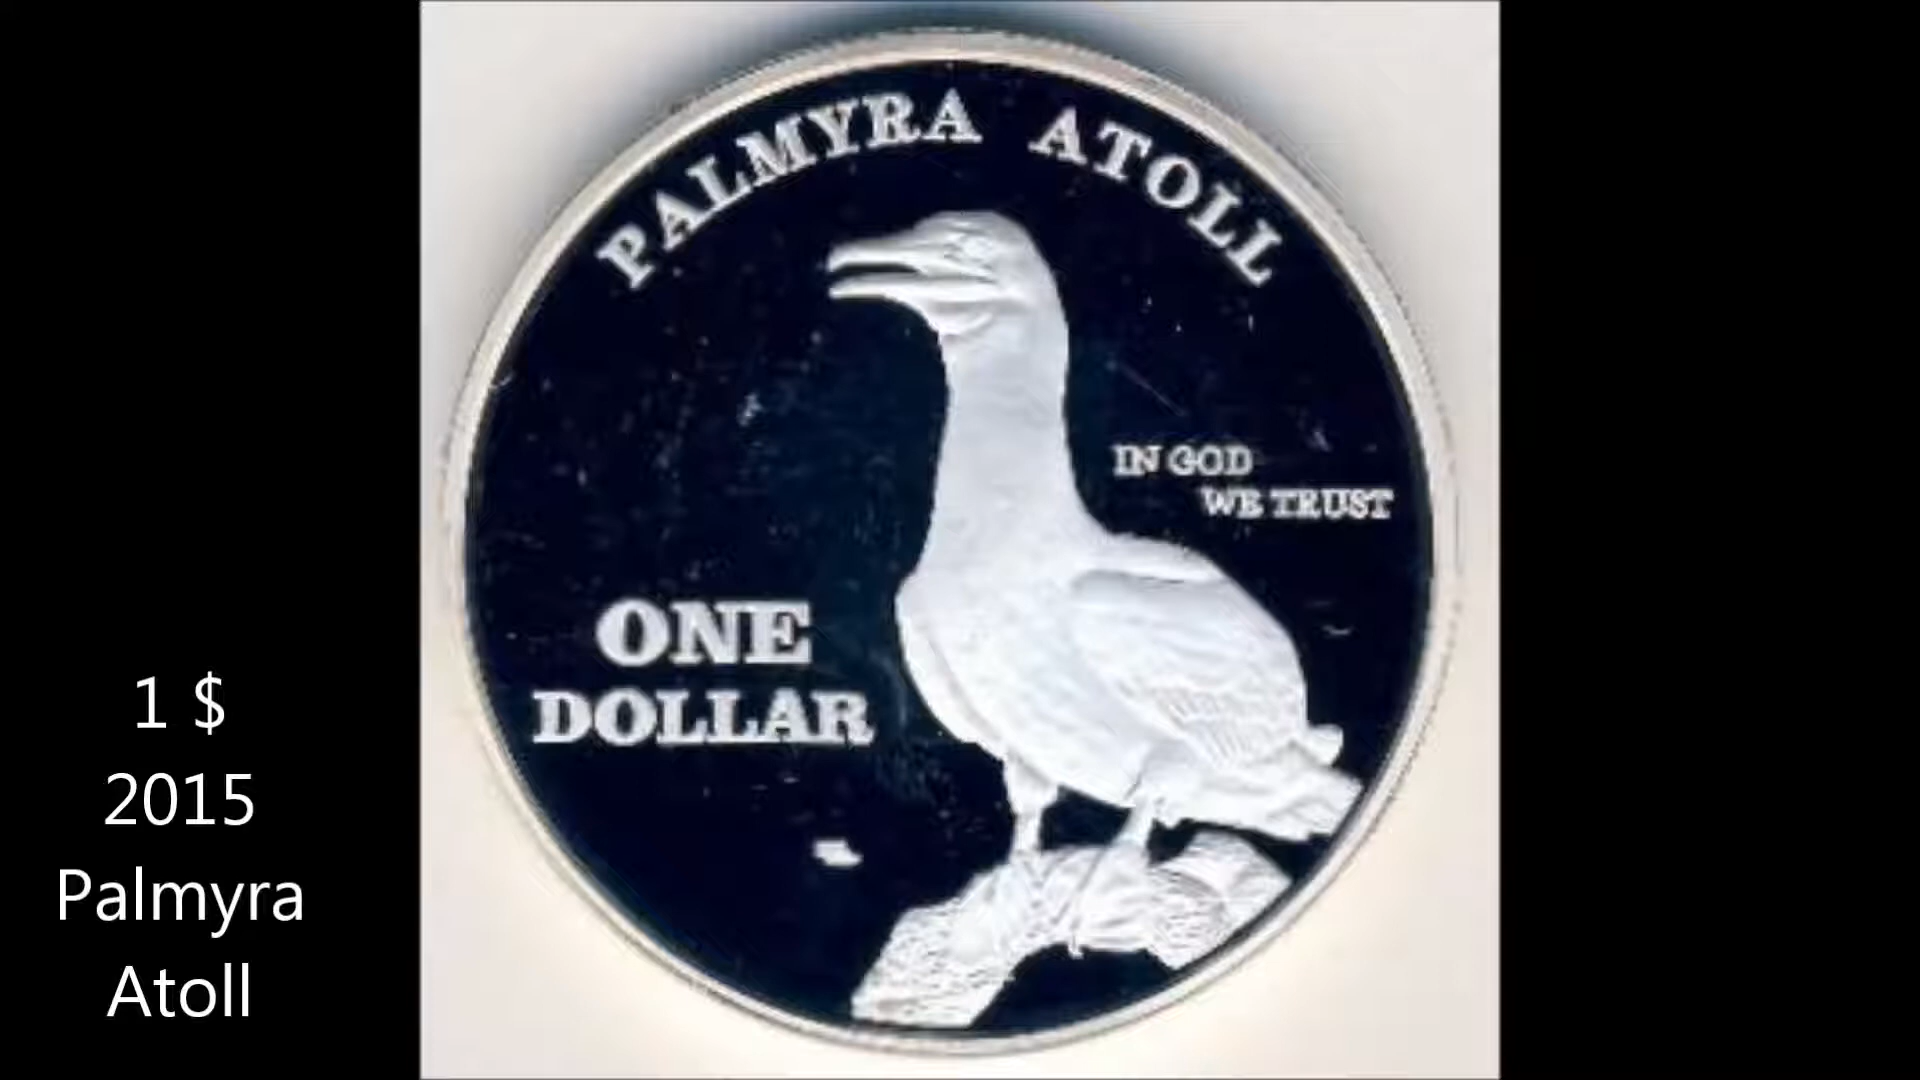 PALMYRA ATOLL
IN GOD
WE TRUST
ONE
DOLLAR
1 $
2015
Palmyra
Atoll